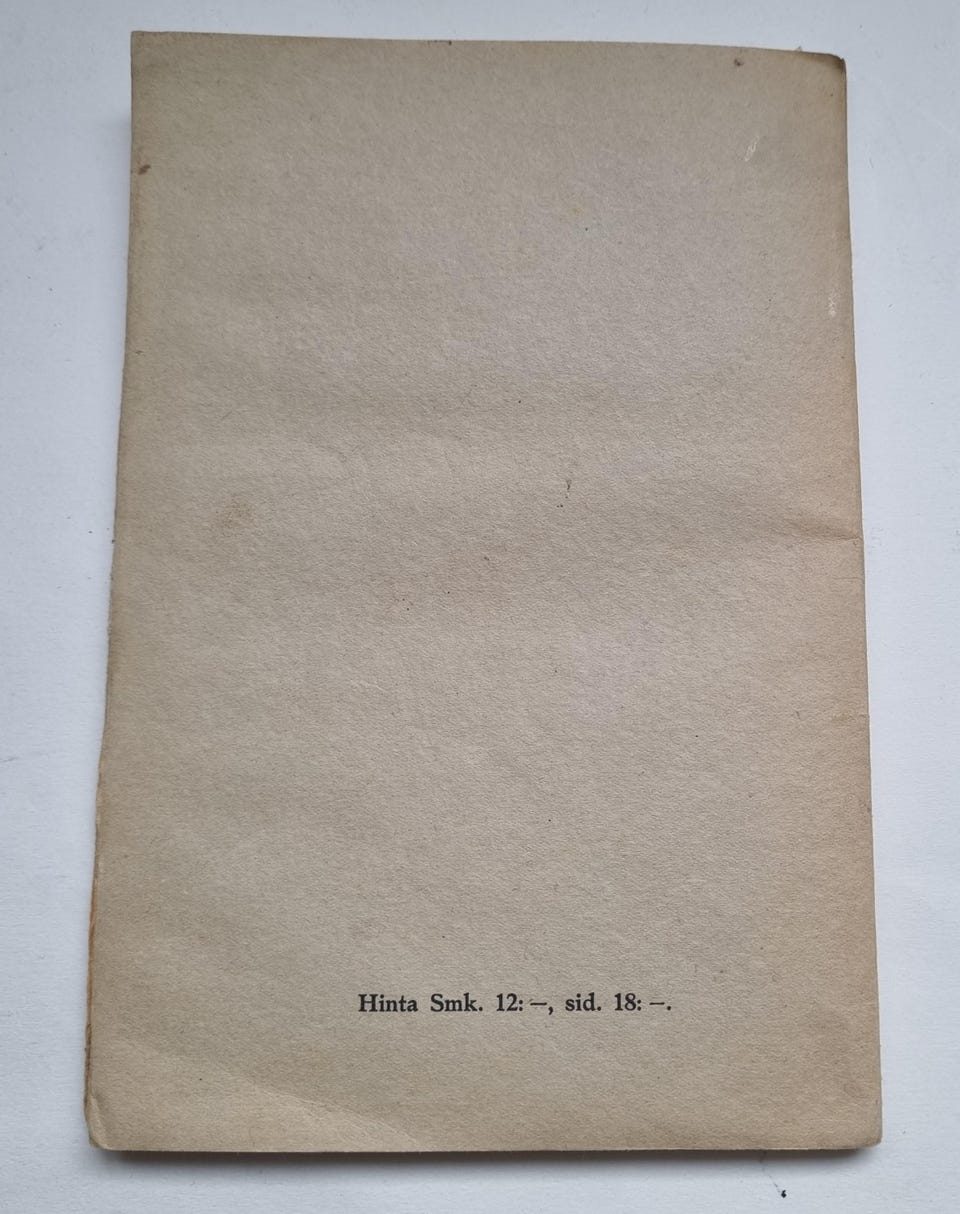 Hinta Smk. 12: —, sid. 18: —.